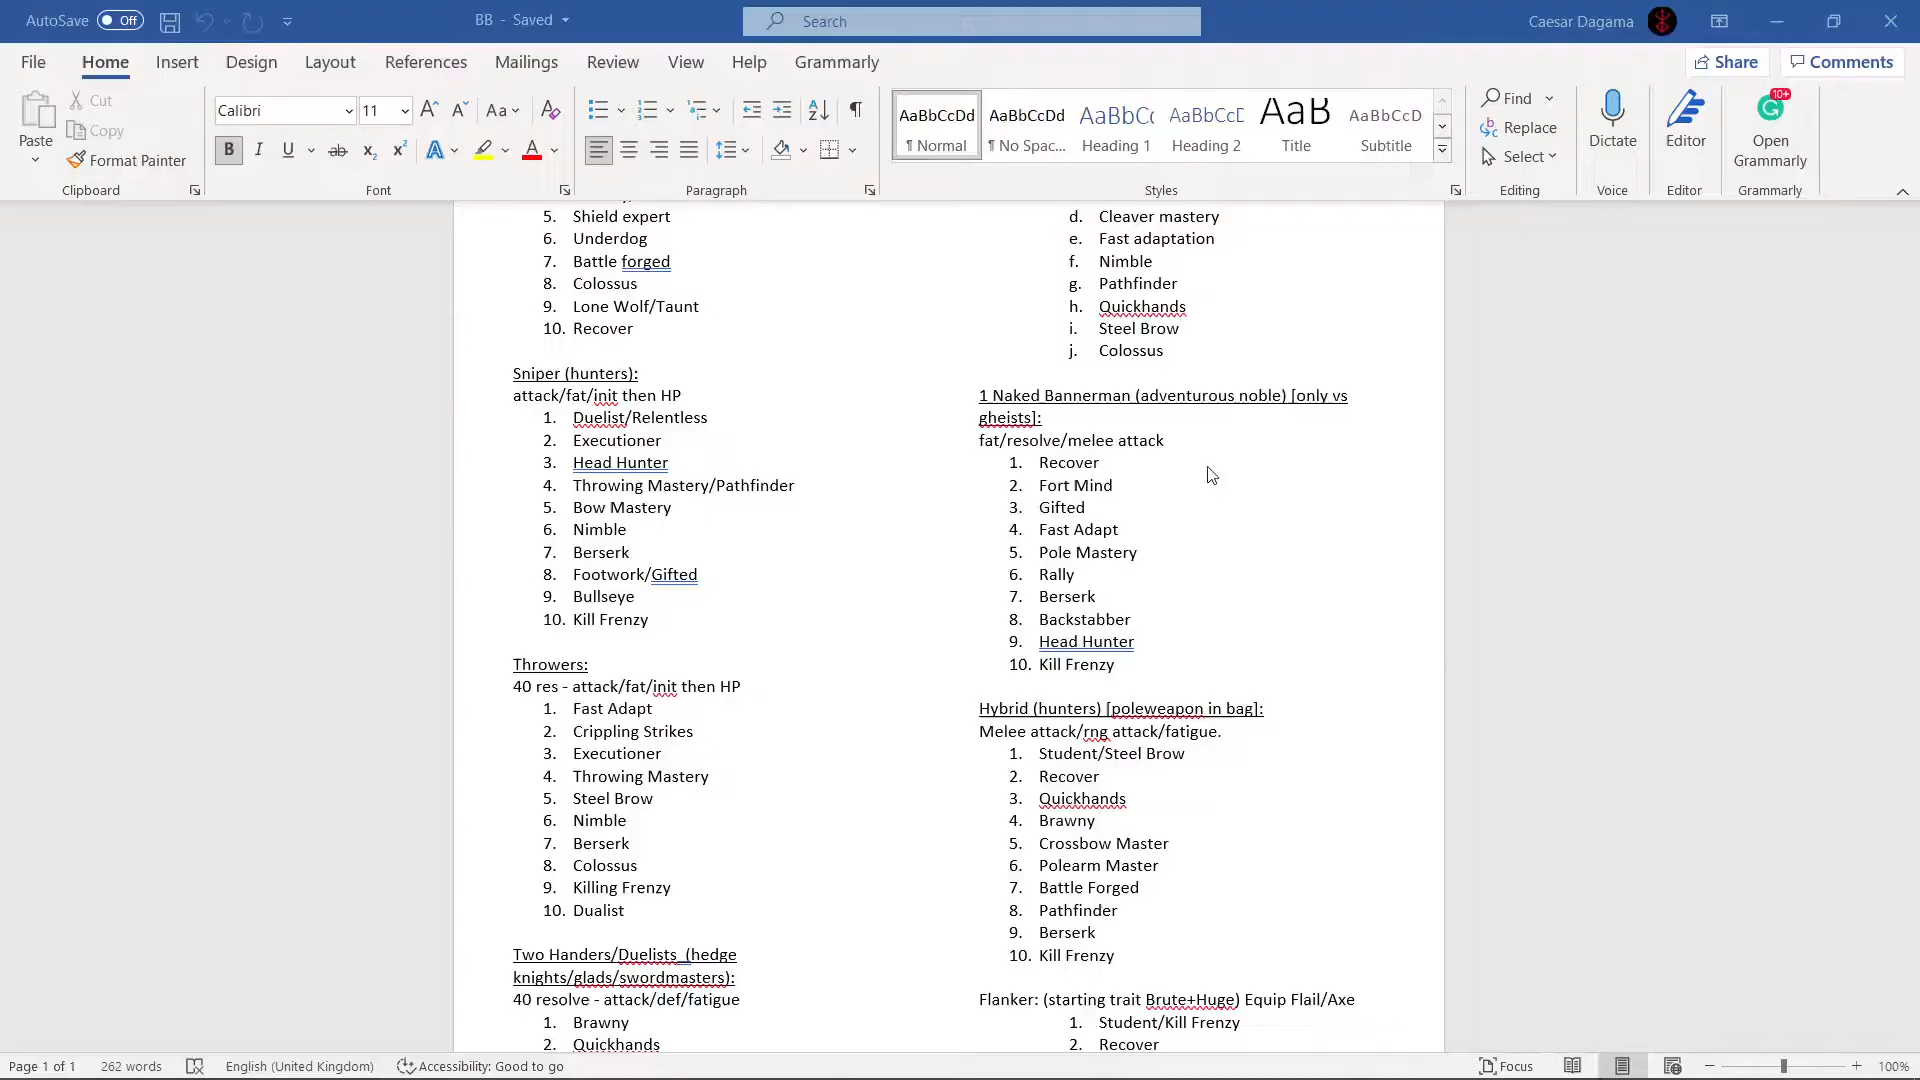 AutoSave Off
BB - Saved
Search
Caesar Dagama
File
Home
Insert
Design
Layout
References
Mailings
Review
View
Help
Grammarly
Share
Comments
Paste
Cut
Copy
Format Painter
Clipboard
Calibri
11
Font
Paragraph
AaBbCcDd
¶ Normal
AaBbCcDd
¶ No Spac...
AaBbCc
Heading 1
AaBbCcD
Heading 2
AaB
Title
AaBbCcD
Subtitle
Styles
Find
Replace
Select
Editing
Dictate
Voice
Editor
Editor
10+
Open
Grammarly
Grammarly
5. Shield expert
6. Underdog
7. Battle forged
8. Colossus
9. Lone Wolf/Taunt
10. Recover
Sniper (hunters):
attack/fat/init then HP
1. Duelist/Relentless
2. Executioner
3. Head Hunter
4. Throwing Mastery/Pathfinder
5. Bow Mastery
6. Nimble
7. Berserk
8. Footwork/Gifted
9. Bullseye
10. Kill Frenzy
Throwers:
40 res - attack/fat/init then HP
1. Fast Adapt
2. Crippling Strikes
3. Executioner
4. Throwing Mastery
5. Steel Brow
6. Nimble
7. Berserk
8. Colossus
9. Killing Frenzy
10. Dualist
Two Handers/Duelists (hedge
knights/glads/swordmasters):
40 resolve - attack/def/fatigue
1. Brawny
2. Quickhands
d. Cleaver mastery
e. Fast adaptation
f. Nimble
g. Pathfinder
h. Quickhands
i. Steel Brow
j. Colossus
1 Naked Bannerman (adventurous noble) [only vs
gheists]:
fat/resolve/melee attack
1. Recover
2. Fort Mind
3. Gifted
4. Fast Adapt
5. Pole Mastery
6. Rally
7. Berserk
8. Backstabber
9. Head Hunter
10. Kill Frenzy
Hybrid (hunters) [poleweapon in bag]:
Melee attack/rng attack/fatigue.
1. Student/Steel Brow
2. Recover
3. Quickhands
4. Brawny
5. Crossbow Master
6. Polearm Master
7. Battle Forged
8. Pathfinder
9. Berserk
10. Kill Frenzy
Flanker: (starting trait Brute+Huge) Equip Flail/Axe
1. Student/Kill Frenzy
2. Recover
Page 1 of 1
262 words
English (United Kingdom)
Accessibility: Good to go
Focus
100%